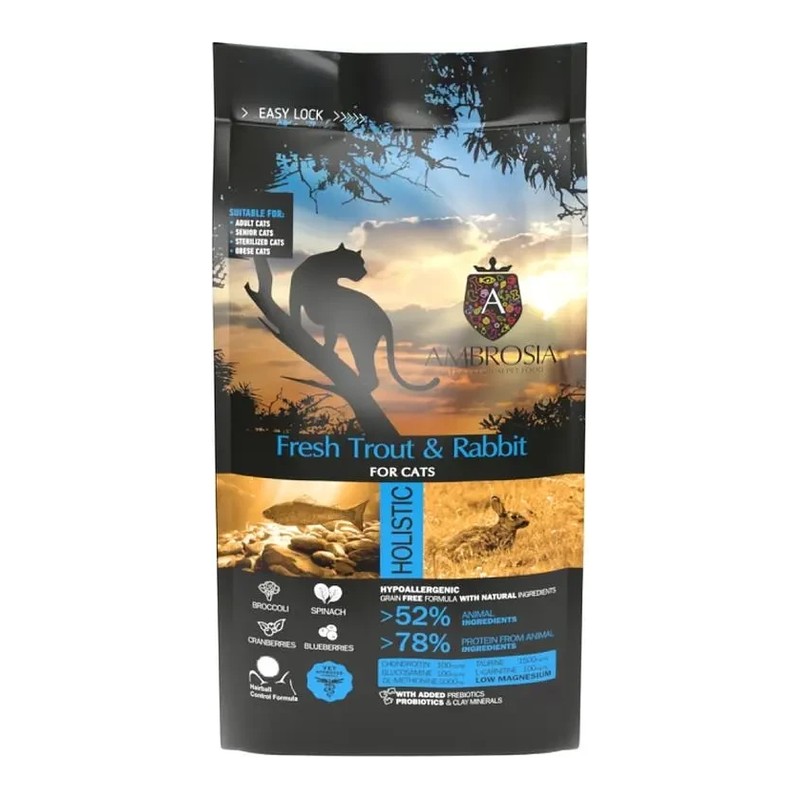 > EASY LOCK >>>>>
SUITABLE FOR:
• ADULT CATS
• SENIOR CATS
• STERILIZED CATS
• OBESE CATS
A
AMBROSIA
Fresh Trout & Rabbit
FOR CATS
HOLISTIC
BROCCOLI
SPINACH
CRANBERRIES
BLUEBERRIES
Hairball
Control Formula
HYPOALLERGENIC
GRAIN FREE FORMULA WITH NATURAL INGREDIENTS
>52% ANIMAL
INGREDIENTS
>78% PROTEIN FROM ANIMAL
INGREDIENTS
CHONDROITIN
TAURINE
GLUCOSAMINE
L-CARNITINE
DL-METHIONINE
LOW MAGNESIUM
WITH ADDED PREBIOTICS
PROBIOTICS & CLAY MINERALS